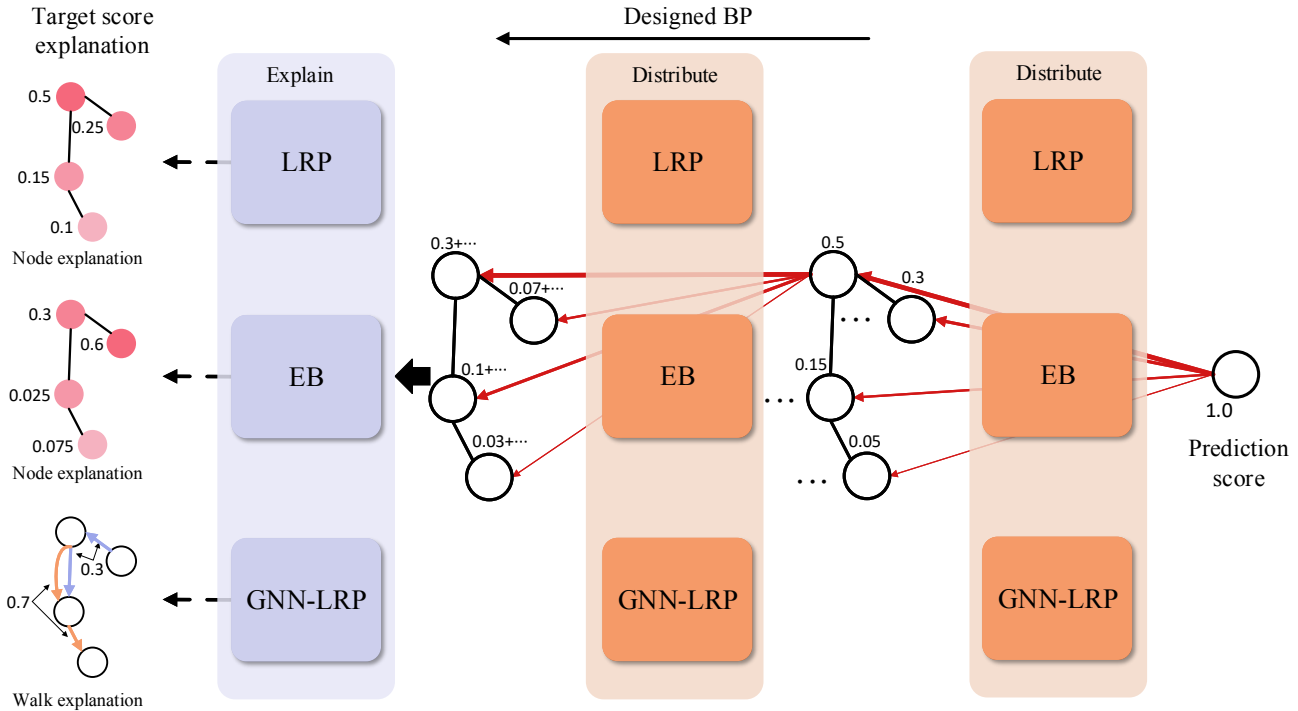 Target score
explanation
Designed BP
Explain
Distribute
Distribute
LRP
LRP
LRP
0.5
0.25
0.15
0.1
Node explanation
0.3+···
0.07+···
0.1+···
0.03+···
0.5
0.3
···
0.15
···
0.05
···
EB
EB
EB
0.3
0.6
0.025
0.075
Node explanation
1.0
Prediction
score
GNN-LRP
GNN-LRP
GNN-LRP
0.3
0.7
Walk explanation